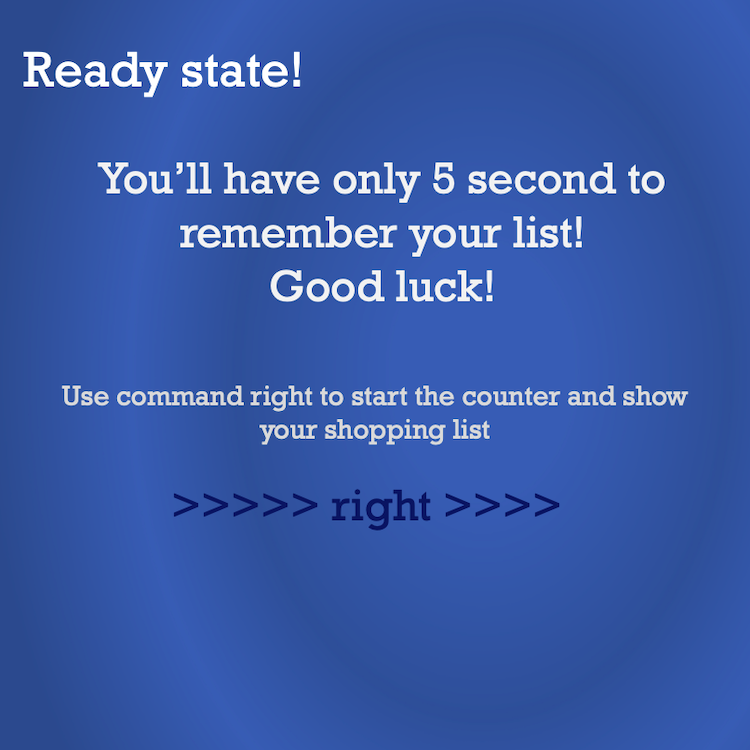 Ready state!
You’ll have only 5 second to
remember your list!
Good luck!
Use command right to start the counter and show
your shopping list
>>>>> right >>>>